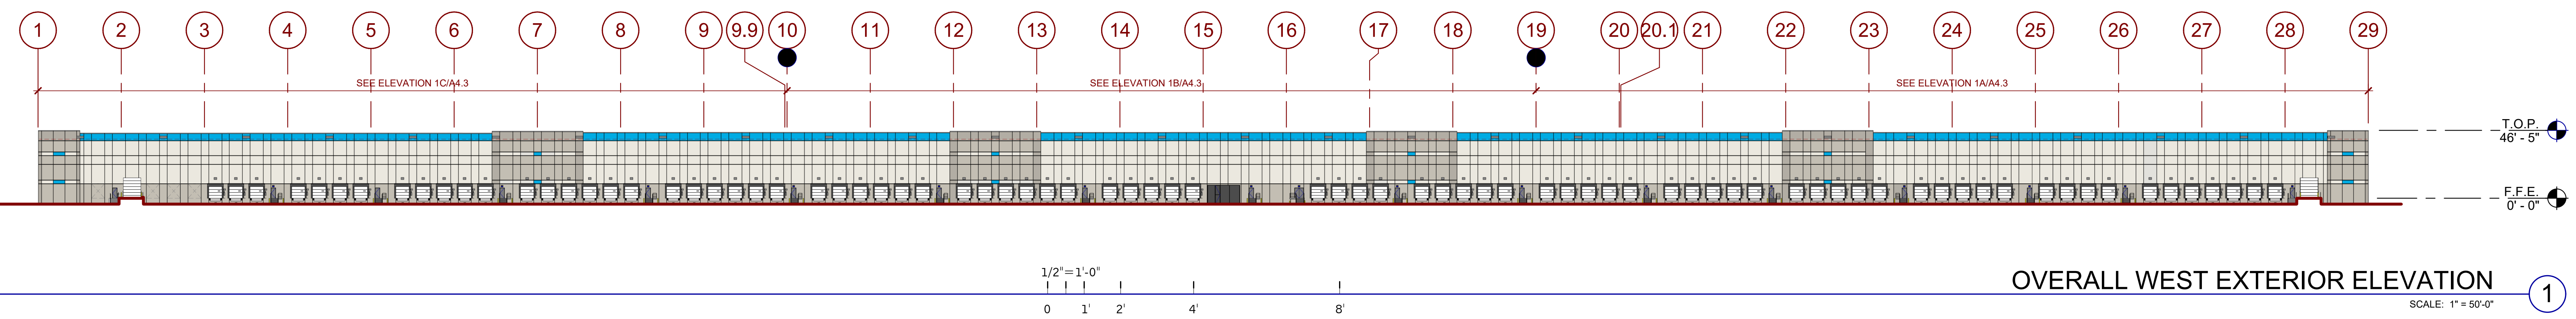 1 2 3 4 5 6 7 8 9 9.9 10 11 12 13 14 15 16 17 18 19 20 20.1 21 22 23 24 25 26 27 28 29
SEE ELEVATION 1C/A4.3 SEE ELEVATION 1B/A4.3 SEE ELEVATION 1A/A4.3
T.O.P.
46' - 5"
F.F.E.
0' - 0"
1/2"=1'-0"
0 1' 2' 4' 8'
OVERALL WEST EXTERIOR ELEVATION
1
SCALE: 1" = 50'-0"